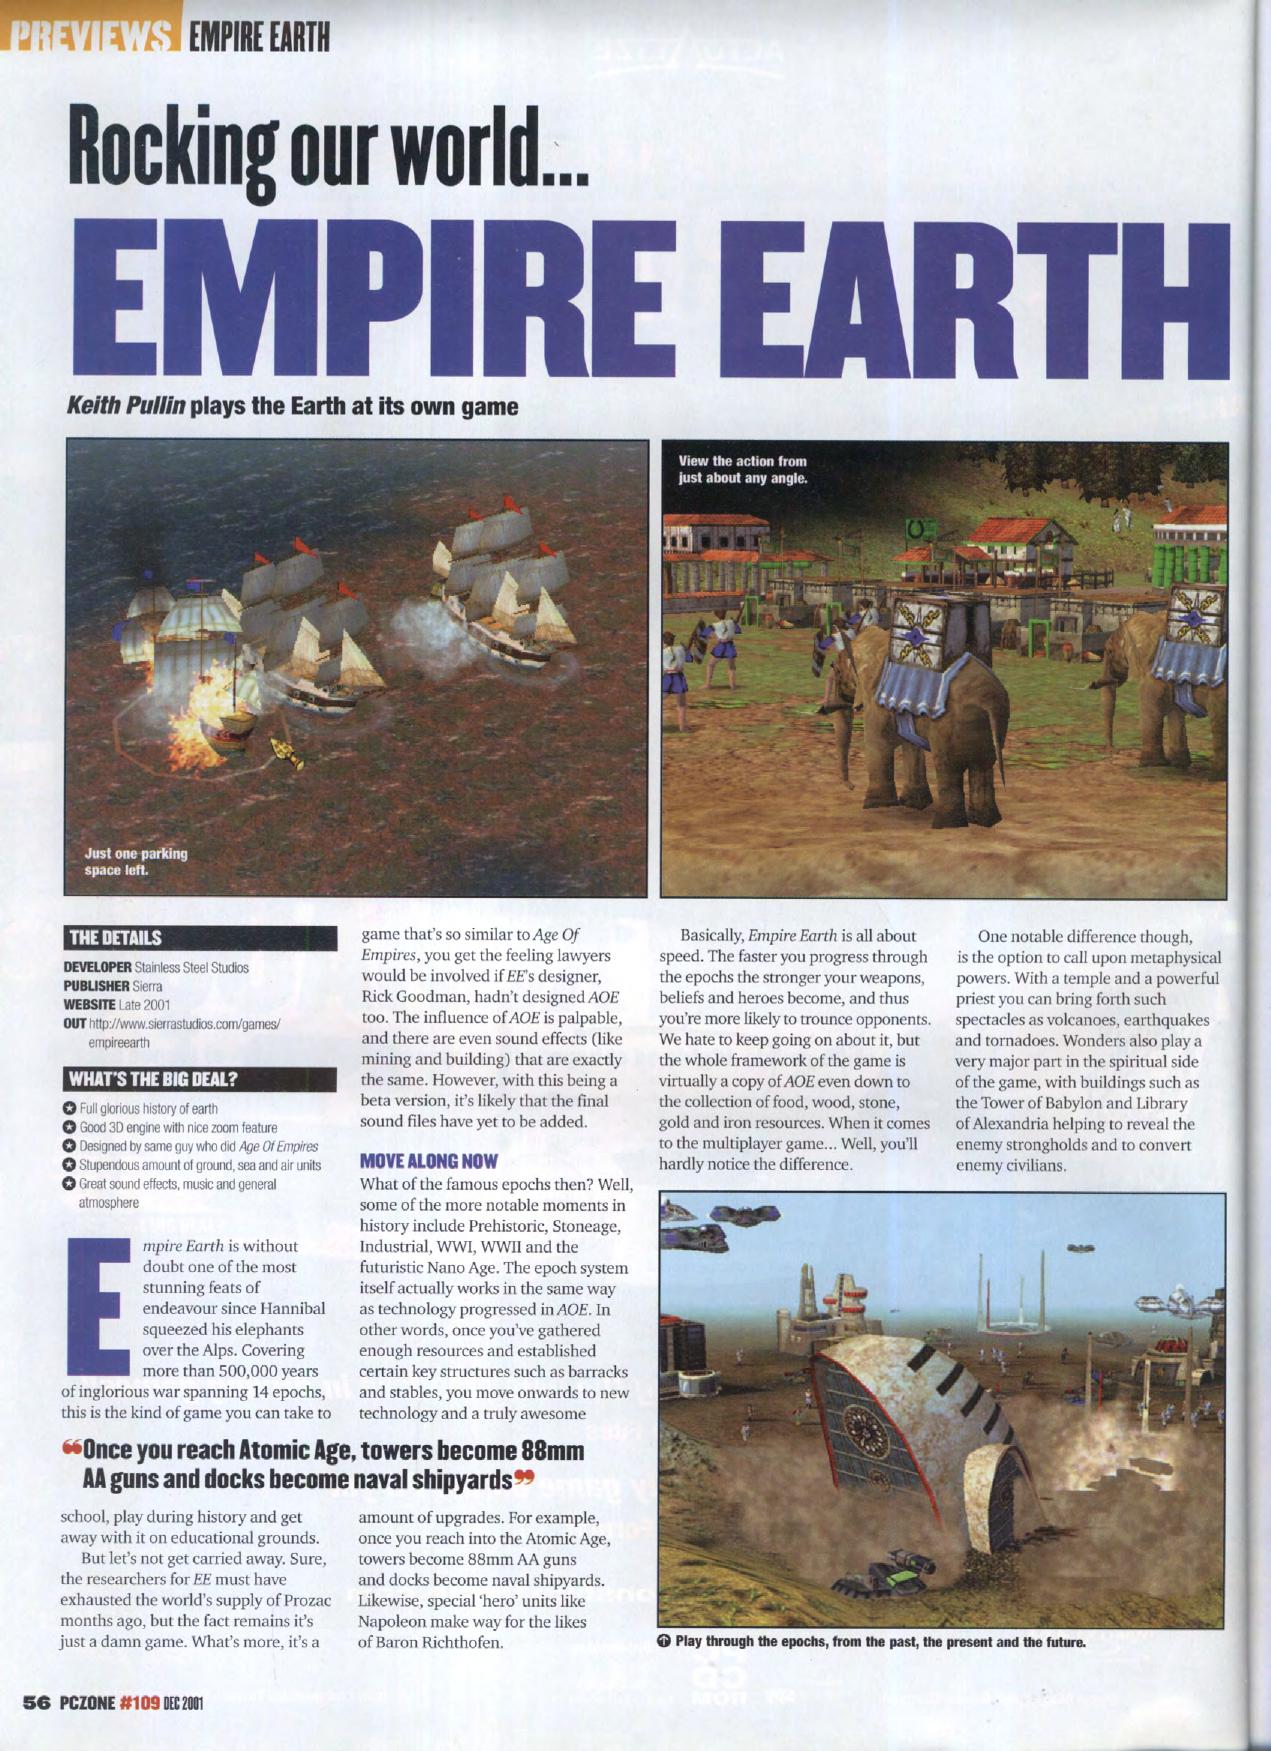 PREVIEWS EMPIRE EARTH
Rocking our world...
EMPIRE EARTH
Keith Pullin plays the Earth at its own game
Just one parking
space left.
View the action from
just about any angle.
THE DETAILS
DEVELOPER Stainless Steel Studios
PUBLISHER Sierra
WEBSITE Late 2001
OUT http://www.sierrastudios.com/games/
empireearth
WHAT'S THE BIG DEAL?
Full glorious history of earth
Good 3D engine with nice zoom feature
Designed by same guy who did Age Of Empires
Stupendous amount of ground, sea and air units
Great sound effects, music and general
atmosphere
Empire Earth is without
doubt one of the most
stunning feats of
endeavour since Hannibal
squeezed his elephants
over the Alps. Covering
more than 500,000 years
of inglorious war spanning 14 epochs,
this is the kind of game you can take to
school, play during history and get
away with it on educational grounds.
But let's not get carried away. Sure,
the researchers for EE must have
exhausted the world's supply of Prozac
months ago, but the fact remains it's
just a damn game. What's more, it's a
game that's so similar to Age Of
Empires, you get the feeling lawyers
would be involved if EE's designer,
Rick Goodman, hadn't designed AOE
too. The influence of AOE is palpable,
and there are even sound effects (like
mining and building) that are exactly
the same. However, with this being a
beta version, it's likely that the final
sound files have yet to be added.
MOVE ALONG NOW
What of the famous epochs then? Well,
some of the more notable moments in
history include Prehistoric, Stoneage,
Industrial, WWI, WWII and the
futuristic Nano Age. The epoch system
itself actually works in the same way
as technology progressed in AOE. In
other words, once you've gathered
enough resources and established
certain key structures such as barracks
and stables, you move onwards to new
technology and a truly awesome
amount of upgrades. For example,
once you reach into the Atomic Age,
towers become 88mm AA guns
and docks become naval shipyards.
Likewise, special 'hero' units like
Napoleon make way for the likes
of Baron Richthofen.
“Once you reach Atomic Age, towers become 88mm
AA guns and docks become naval shipyards”
Basically, Empire Earth is all about
speed. The faster you progress through
the epochs the stronger your weapons,
beliefs and heroes become, and thus
you're more likely to trounce opponents.
We hate to keep going on about it, but
the whole framework of the game is
virtually a copy of AOE even down to
the collection of food, wood, stone,
gold and iron resources. When it comes
to the multiplayer game... Well, you'll
hardly notice the difference.
One notable difference though,
is the option to call upon metaphysical
powers. With a temple and a powerful
priest you can bring forth such
spectacles as volcanoes, earthquakes
and tornadoes. Wonders also play a
very major part in the spiritual side
of the game, with buildings such as
the Tower of Babylon and Library
of Alexandria helping to reveal the
enemy strongholds and to convert
enemy civilians.
Play through the epochs, from the past, the present and the future.
56 PCZONE #109 DEC 2001